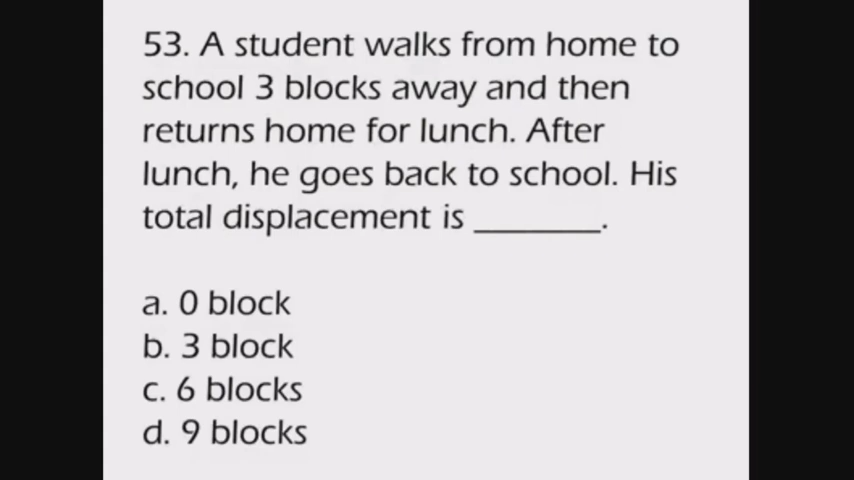 53. A student walks from home to
school 3 blocks away and then
returns home for lunch. After
lunch, he goes back to school. His
total displacement is ________.
a. 0 block
b. 3 block
c. 6 blocks
d. 9 blocks